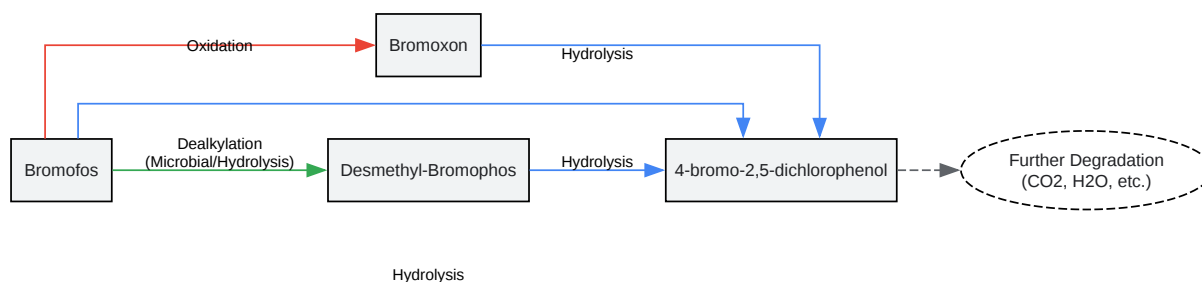 Oxidation
Bromoxon
Hydrolysis
Bromofos
Dealkylation
(Microbial/Hydrolysis)
Desmethyl-Bromophos
Hydrolysis
4-bromo-2,5-dichlorophenol
Further Degradation
(CO2, H2O, etc.)
Hydrolysis